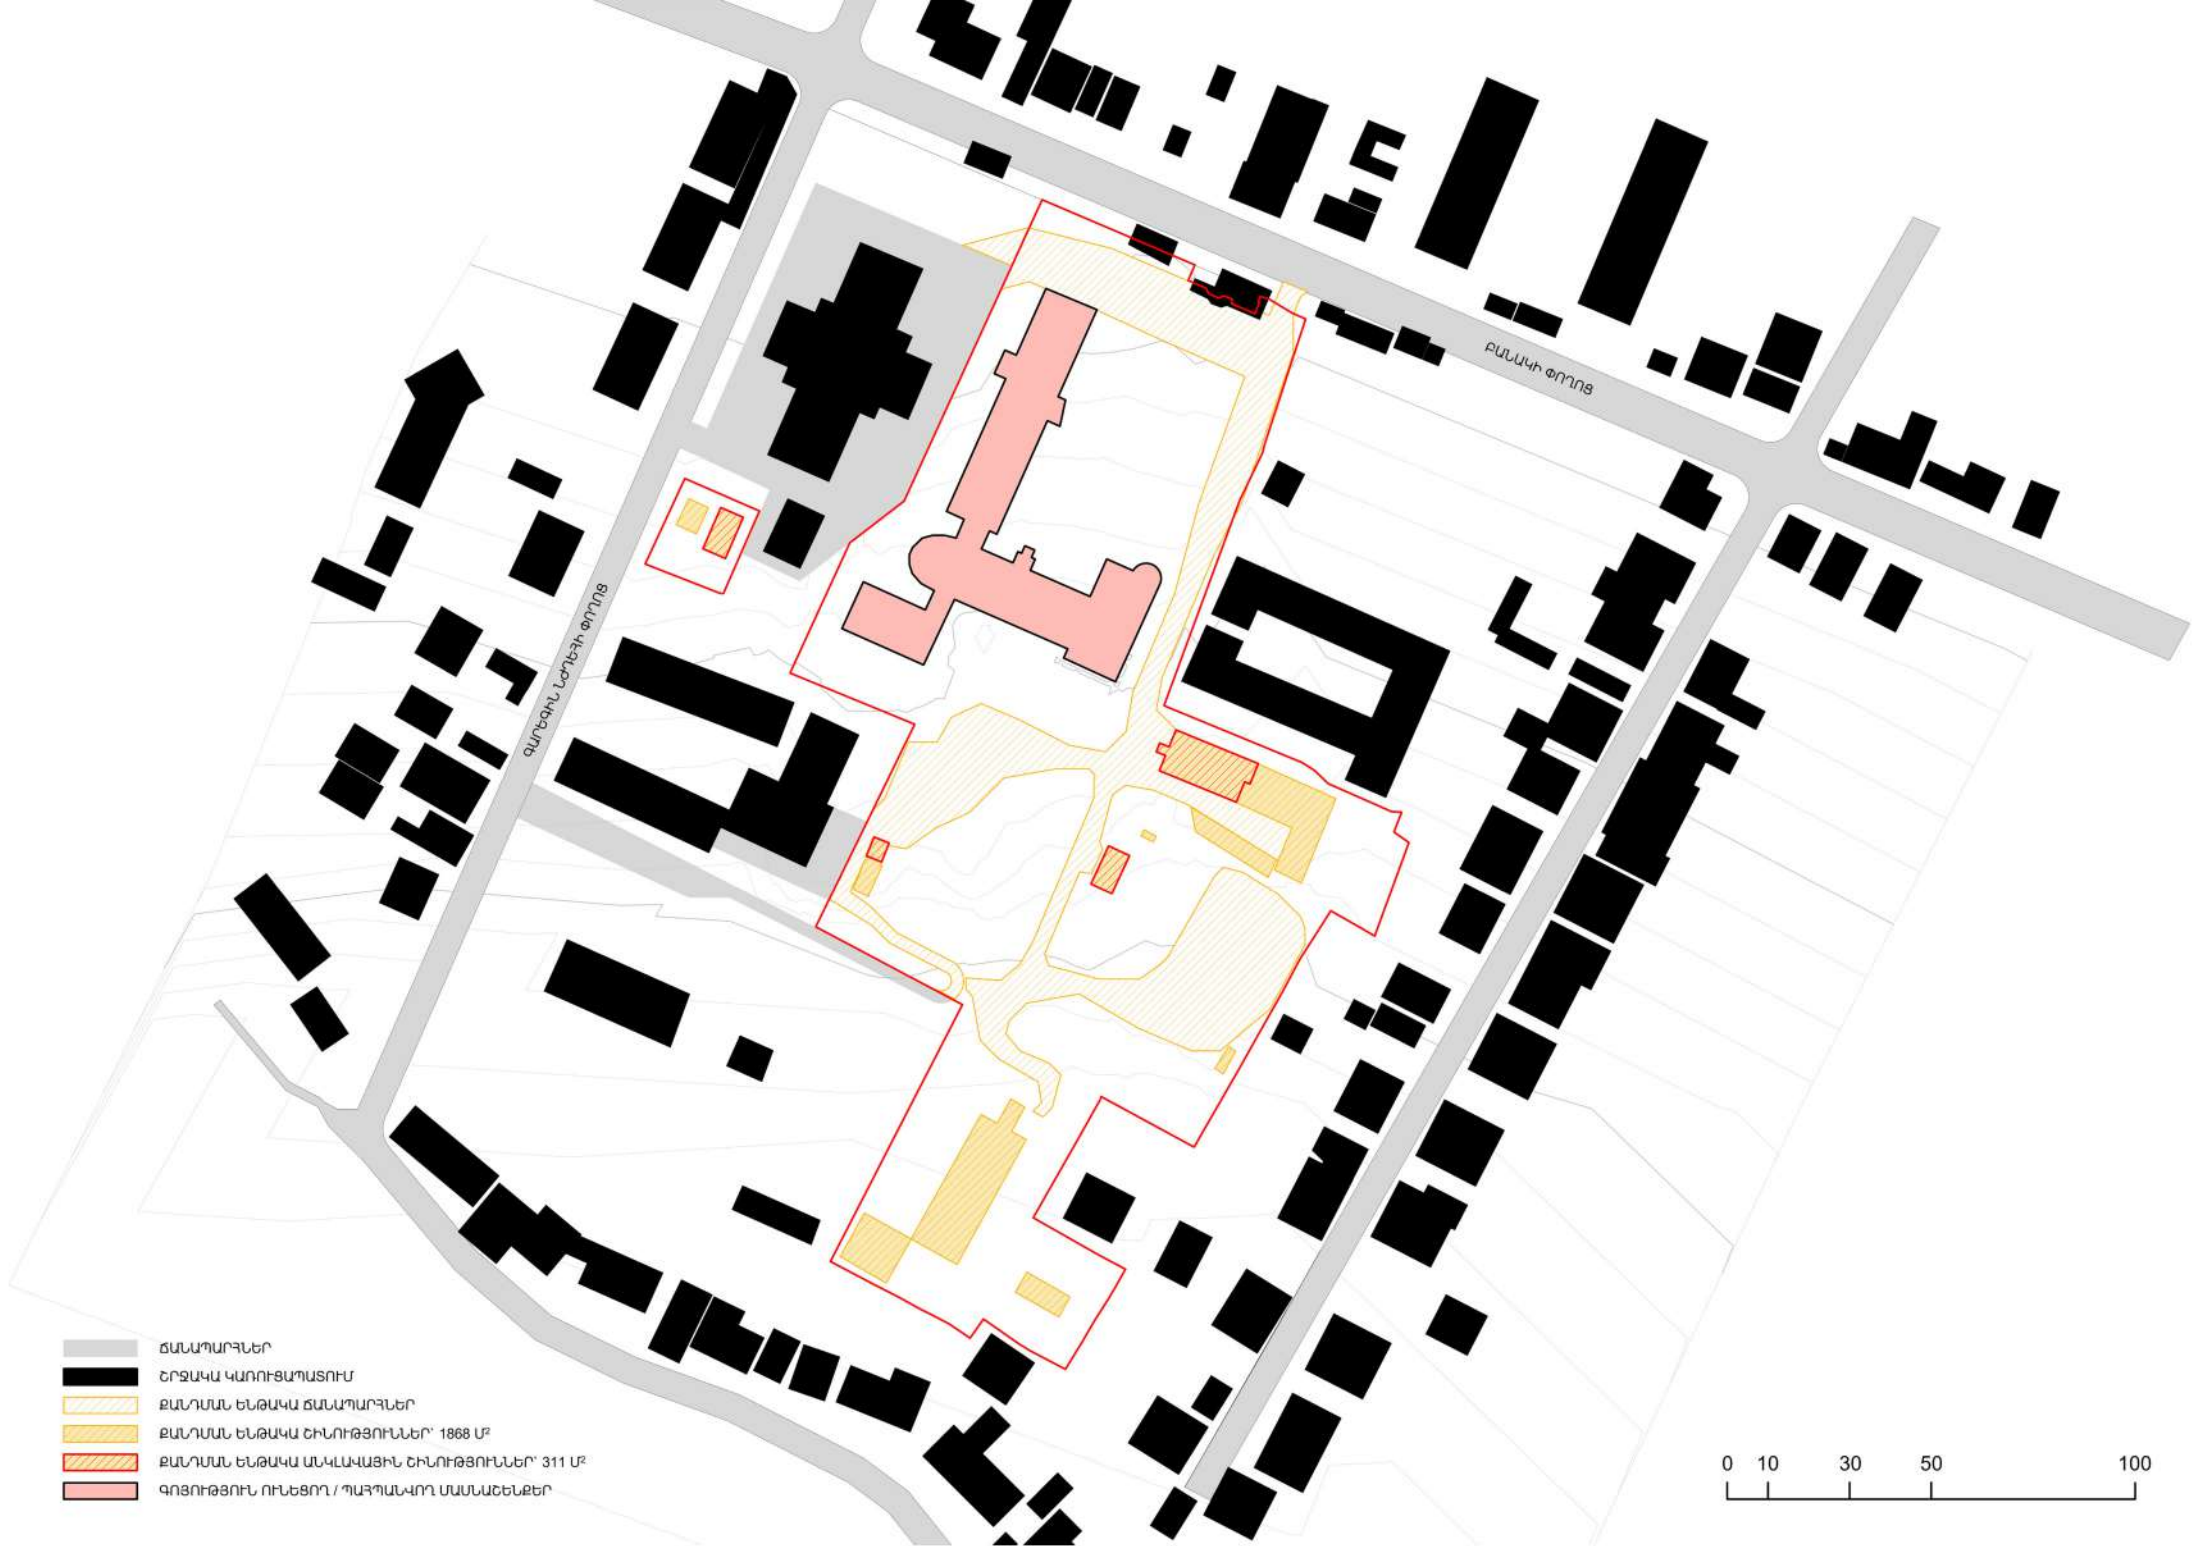 ԲԱՆԱԿԻ ՓՈՂՈՑ
ԳԱՐԵԳԻՆ ՆԺԴԵՀԻ ՓՈՂՈՑ
ՃԱՆԱՊԱՐՀՆԵՐ
ՇՐՋԱԿԱ ԿԱՌՈՒՑԱՊԱՏՈՒՄ
ՔԱՆԴՄԱՆ ԵՆԹԱԿԱ ՃԱՆԱՊԱՐՀՆԵՐ
ՔԱՆԴՄԱՆ ԵՆԹԱԿԱ ՇԻՆՈՒԹՅՈՒՆՆԵՐ՝ 1868 Մ²
ՔԱՆԴՄԱՆ ԵՆԹԱԿԱ ԱՆԿԼԱՎԱՅԻՆ ՇԻՆՈՒԹՅՈՒՆՆԵՐ՝ 311 Մ²
ԳՈՅՈՒԹՅՈՒՆ ՈՒՆԵՑՈՂ / ՊԱՀՊԱՆՎՈՂ ՄԱՍՆԱՇԵՆՔԵՐ
0 10 30 50 100